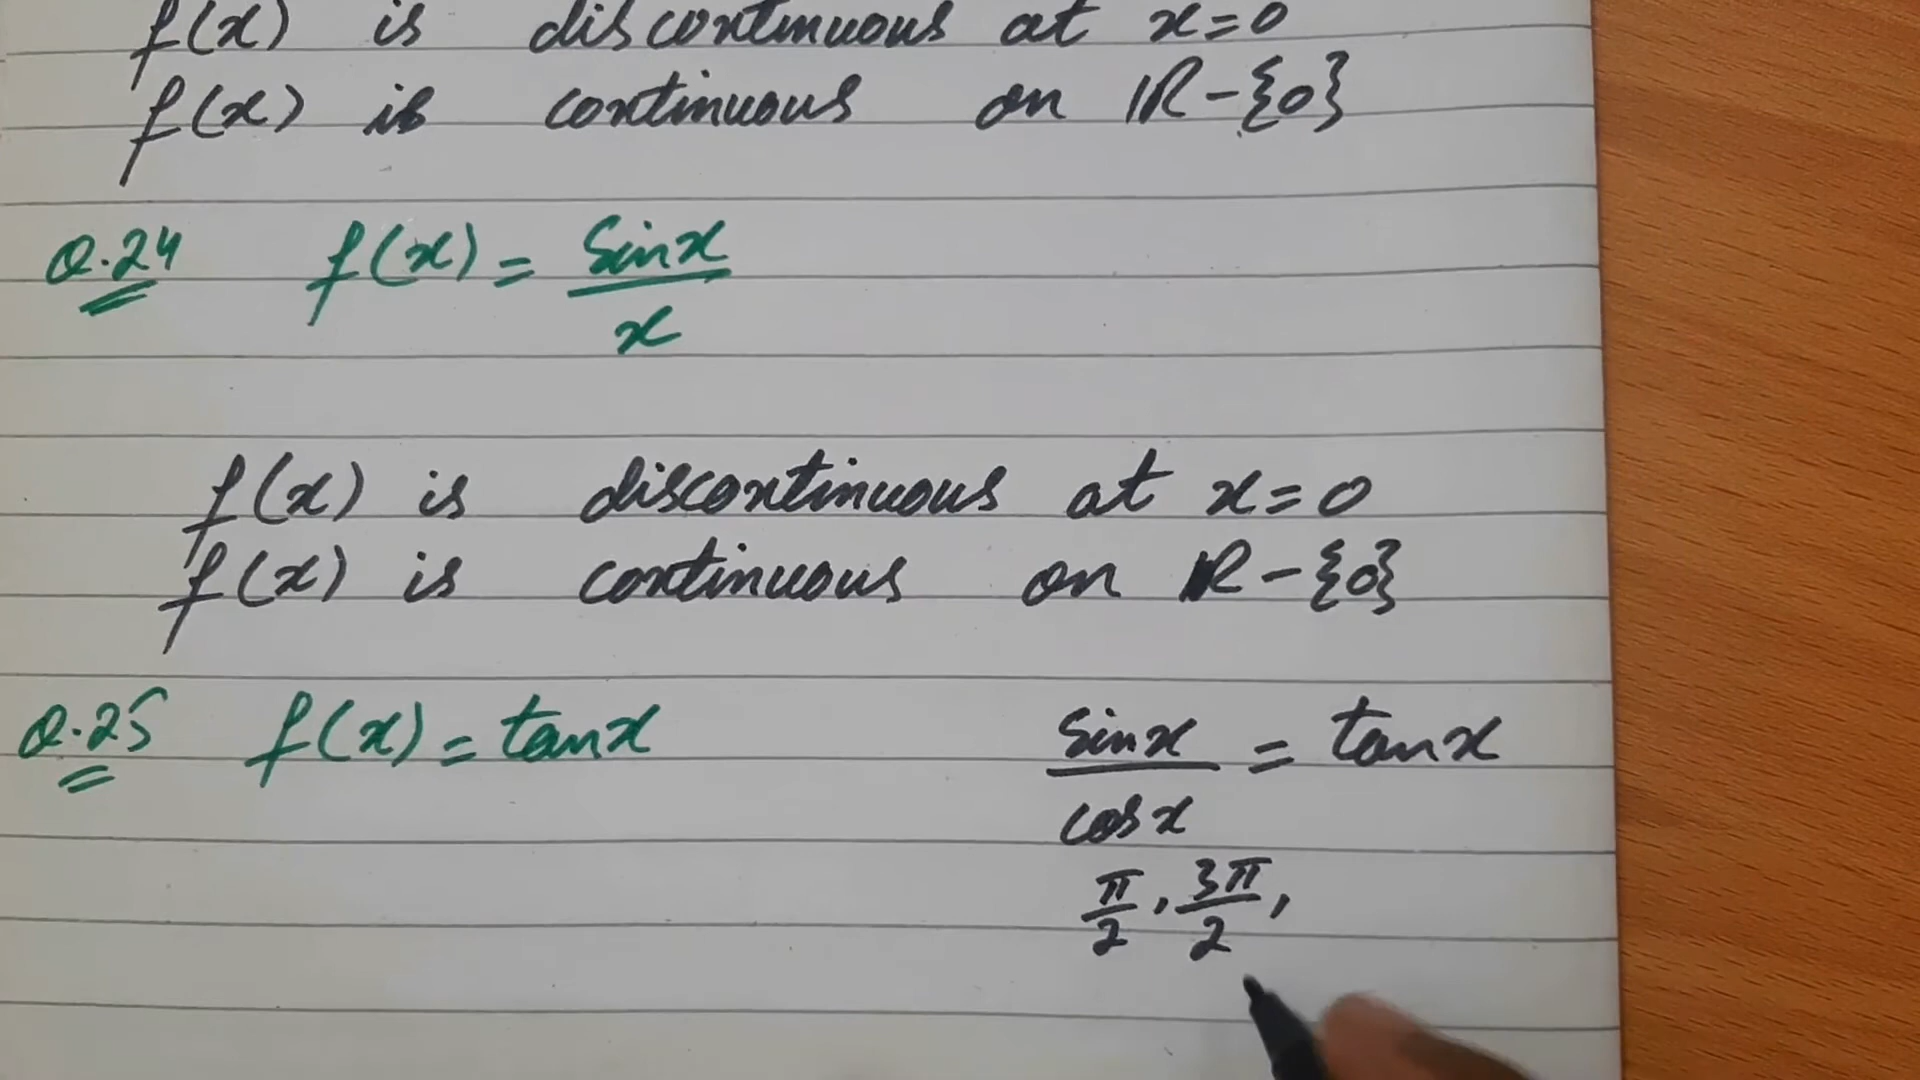 f(x) is discontinuous at x=0
f(x) is continuous on ℝ-{0}
Q.24 f(x) = Sinx/x
f(x) is discontinuous at x=0
f(x) is continuous on ℝ-{0}
Q.25 f(x) = tanx
Sinx/cosx = tanx
π/2, 3π/2,